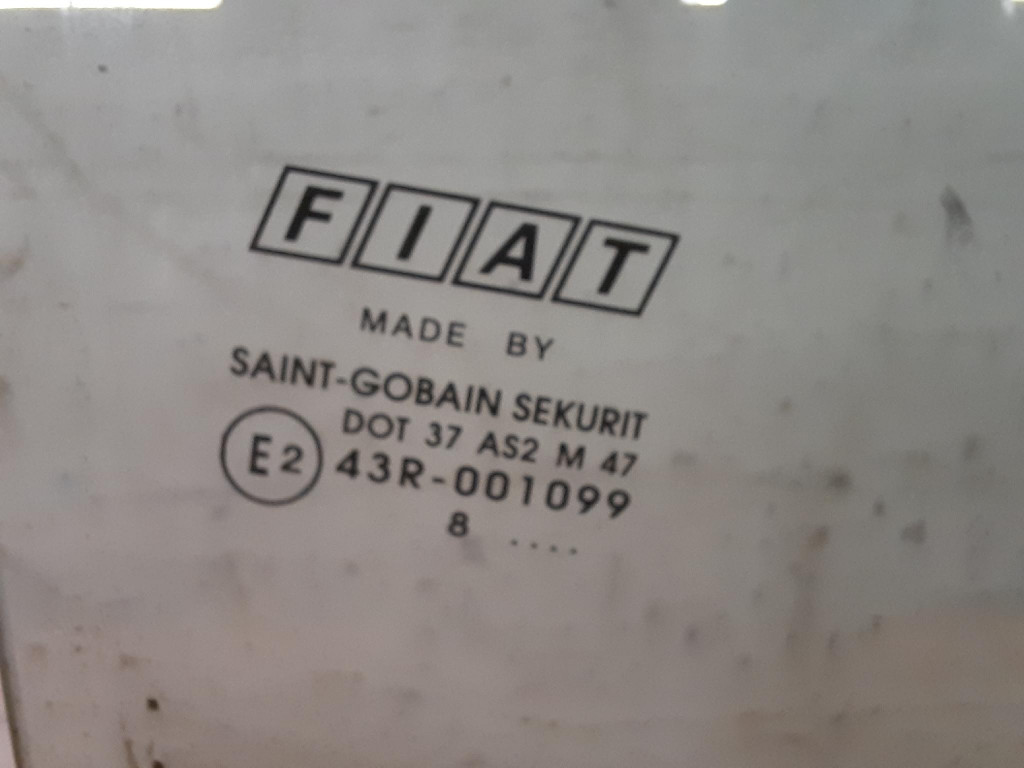 FIAT
MADE BY
SAINT-GOBAIN SEKURIT
DOT 37 AS2 M 47
E2 43R-001099
8 ....